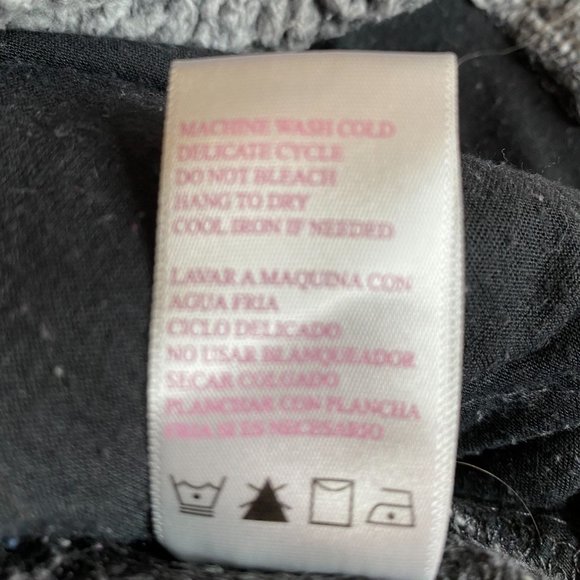 MACHINE WASH COLD
DELICATE CYCLE
DO NOT BLEACH
HANG TO DRY
COOL IRON IF NEEDED
LAVAR A MAQUINA CON
AGUA FRIA
CICLO DELICADO
NO USAR BLANQUEADOR
SECAR COLGADO
PLANCHAR CON PLANCHA
FRIA SI ES NECESARIO